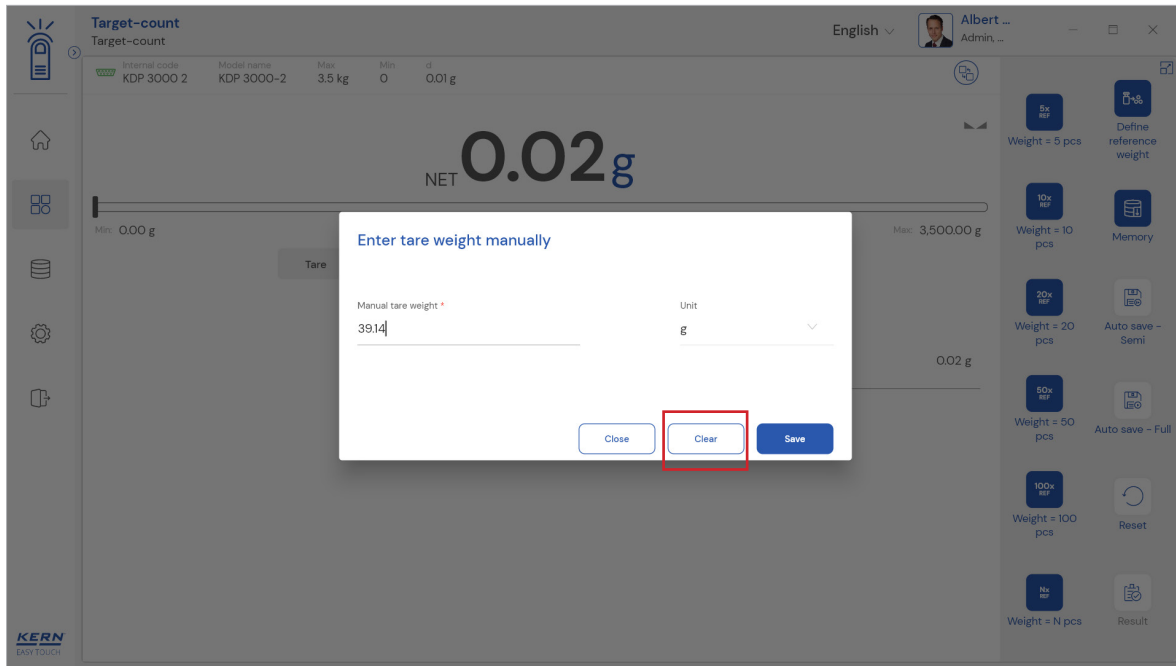 Target-count
Target-count
English
Albert ...
Admin, ...
Internal code
KDP 3000 2
Model name
KDP 3000-2
Max
3.5 kg
Min
0
d
0.01 g
NET 0.02 g
Min: 0.00 g
Max: 3,500.00 g
Tare
0.02 g
Enter tare weight manually
Manual tare weight *
39.14
Unit
g
Close
Clear
Save
5x
REF
Weight = 5 pcs
Define
reference
weight
10x
REF
Weight = 10
pcs
Memory
20x
REF
Weight = 20
pcs
Auto save -
Semi
50x
REF
Weight = 50
pcs
Auto save - Full
100x
REF
Weight = 100
pcs
Reset
Nx
REF
Weight = N pcs
Result
KERN
EASY TOUCH